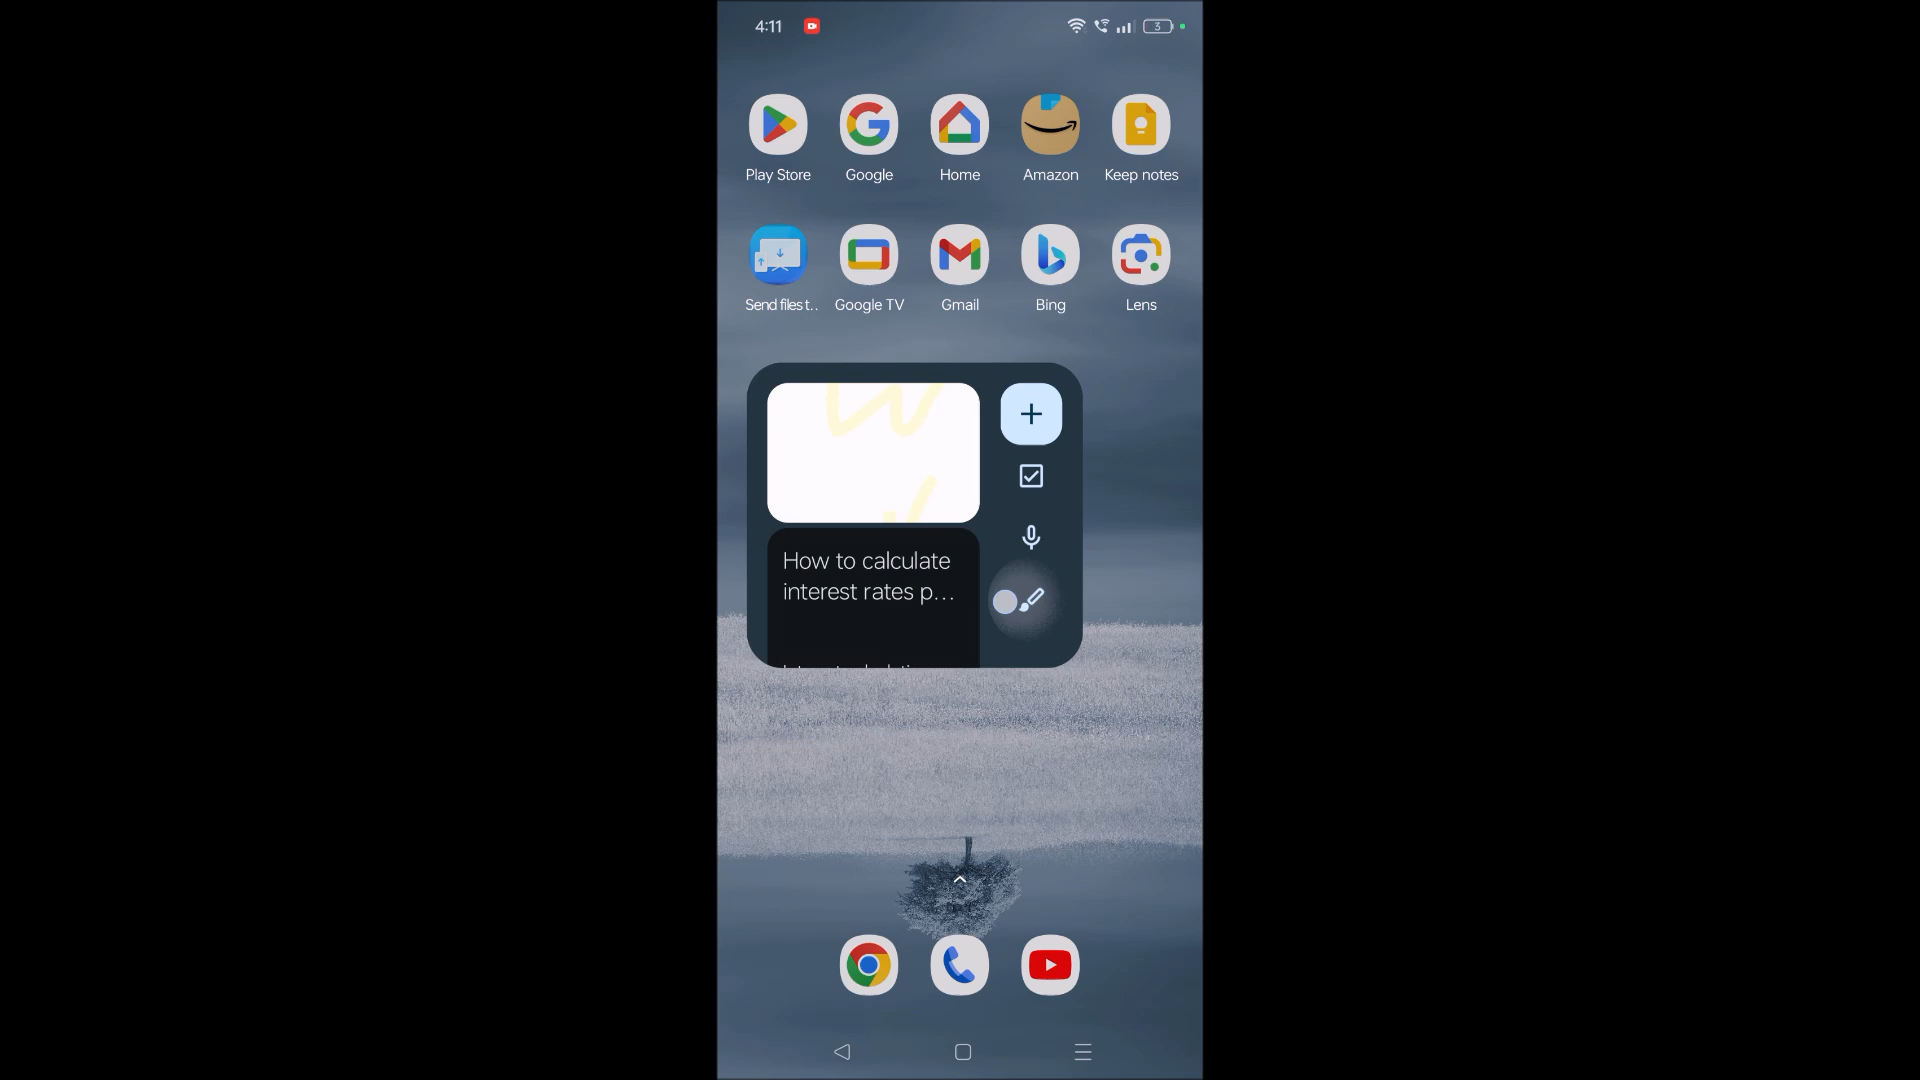 4:11
3
Play Store Google Home Amazon Keep notes
Send files t.. Google TV Gmail Bing Lens
How to calculate
interest rates p...